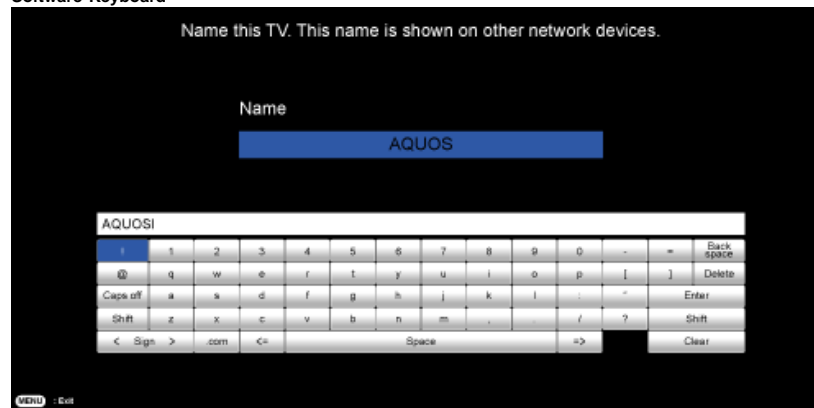 Software Keyboard
Name this TV. This name is shown on other network devices.
Name
AQUOS
AQUOSI
! 1 2 3 4 5 6 7 8 9 0 - = Back space
@ q w e r t y u i o p [ ] Delete
Caps off a s d f g h j k l : " Enter
Shift z x c v b n m , . / ? Shift
< Sign > .com <= Space => Clear
MENU : Exit